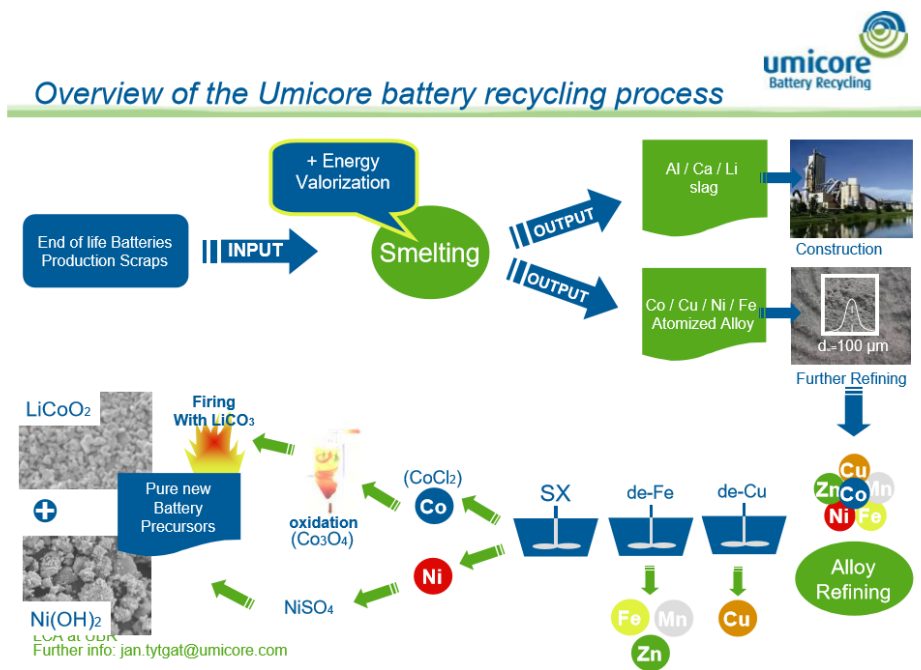 umicore
Battery Recycling
Overview of the Umicore battery recycling process
+ Energy
Valorization
End of life Batteries
Production Scraps
INPUT
Smelting
OUTPUT
OUTPUT
Al / Ca / Li
slag
Construction
Co / Cu / Ni / Fe
Atomized Alloy
=100 µm
Further Refining
LiCoO₂
Firing
With LiCO₃
Pure new
Battery
Precursors
Ni(OH)₂
oxidation
(Co₃O₄)
(CoCl₂)
Co
Ni
NiSO₄
SX
de-Fe
de-Cu
Fe
Mn
Zn
Cu
Cu
Zn
Co
Mn
Ni
Fe
Alloy
Refining
LCA at UBR
Further info: jan.tytgat@umicore.com